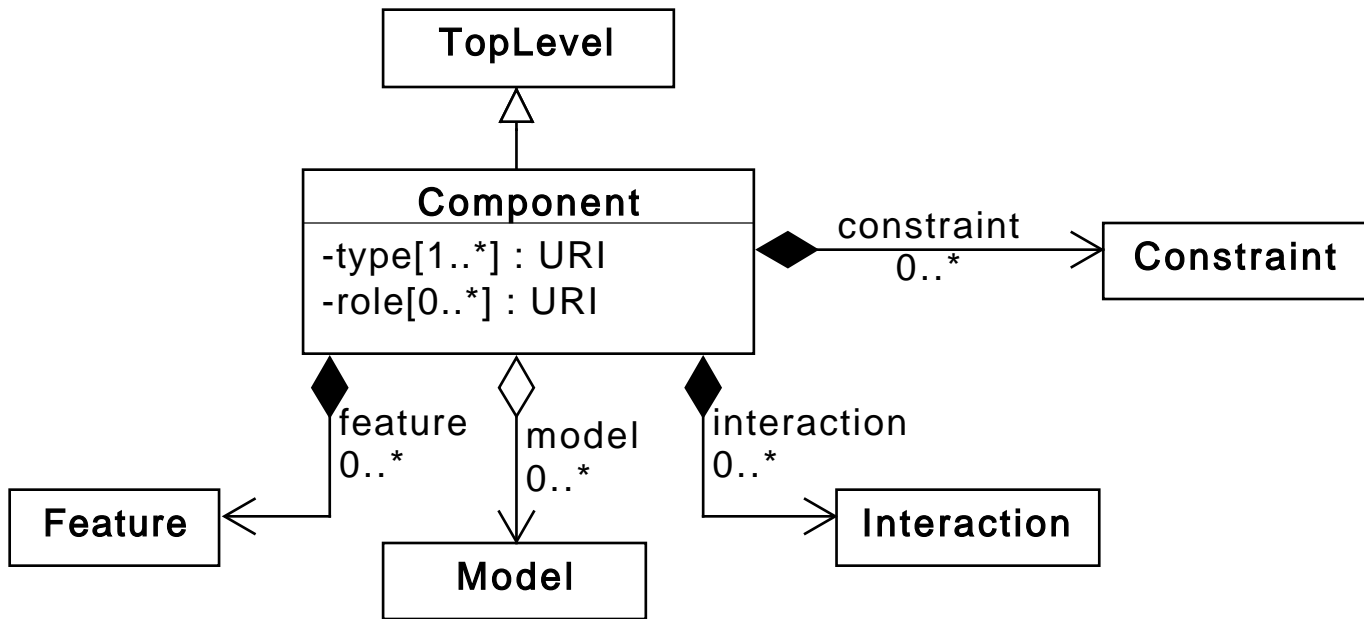 TopLevel
Component
-type[1..*] : URI
-role[0..*] : URI
constraint
0..*
Constraint
feature
0..*
model
0..*
interaction
0..*
Feature
Model
Interaction